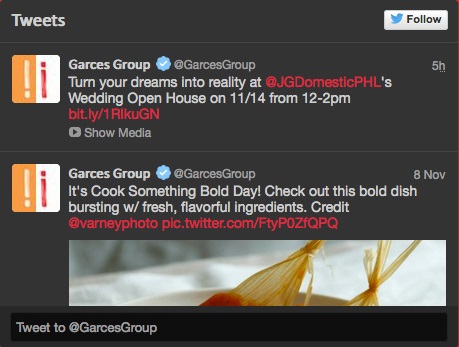 Tweets
Follow
Garces Group @GarcesGroup 5h
Turn your dreams into reality at @JGDomesticPHL's
Wedding Open House on 11/14 from 12-2pm
bit.ly/1RlkuGN
Show Media
Garces Group @GarcesGroup 8 Nov
It's Cook Something Bold Day! Check out this bold dish
bursting w/ fresh, flavorful ingredients. Credit
@varneyphoto pic.twitter.com/FtyP0ZfQPQ
Tweet to @GarcesGroup